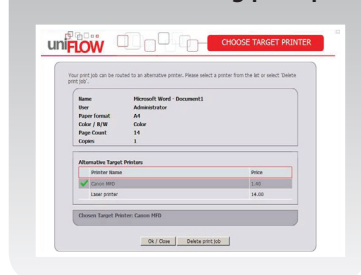 uniFLOW
CHOOSE TARGET PRINTER
Your print job can be routed to an alternative printer. Please select a printer from the list or select 'Delete
print job'.
Name Microsoft Word - Document1
User Administrator
Paper format A4
Color / B/W Color
Page Count 14
Copies 1
Alternative Target Printers
Printer Name Price
Canon MFD 1.40
Laser printer 14.00
Chosen Target Printer: Canon MFD
Ok / Close Delete print job